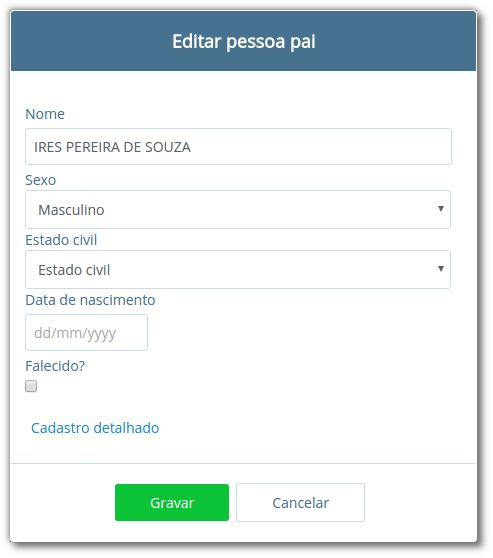 Editar pessoa pai
Nome
IRES PEREIRA DE SOUZA
Sexo
Masculino
Estado civil
Estado civil
Data de nascimento
dd/mm/yyyy
Falecido?
Cadastro detalhado
Gravar Cancelar